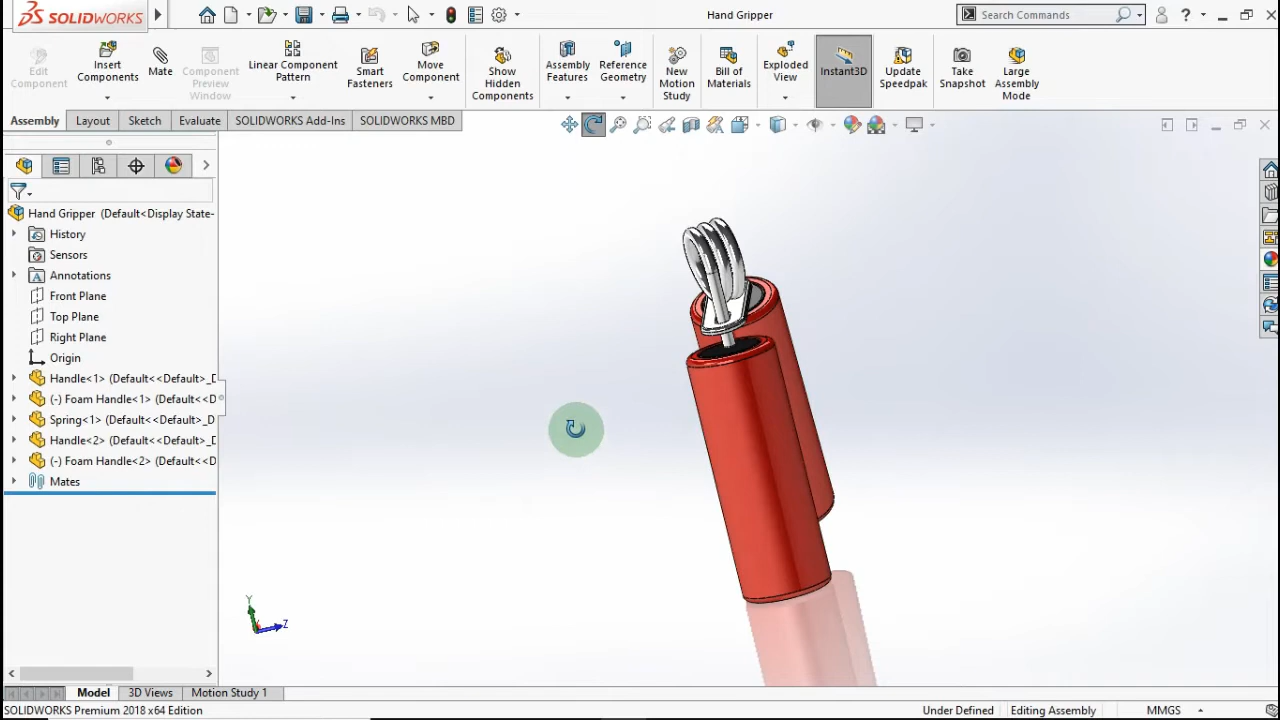 SOLIDWORKS
Hand Gripper
Search Commands
?
Edit Component
Insert Components
Mate
Component Preview Window
Linear Component Pattern
Smart Fasteners
Move Component
Show Hidden Components
Assembly Features
Reference Geometry
New Motion Study
Bill of Materials
Exploded View
Instant3D
Update Speedpak
Take Snapshot
Large Assembly Mode
Assembly
Layout
Sketch
Evaluate
SOLIDWORKS Add-Ins
SOLIDWORKS MBD
Hand Gripper (Default<Display State-
History
Sensors
Annotations
Front Plane
Top Plane
Right Plane
Origin
Handle<1> (Default<<Default>_D
(-) Foam Handle<1> (Default<<D
Spring<1> (Default<<Default>_D
Handle<2> (Default<<Default>_D
(-) Foam Handle<2> (Default<<D
Mates
Y
Z
Model
3D Views
Motion Study 1
SOLIDWORKS Premium 2018 x64 Edition
Under Defined
Editing Assembly
MMGS